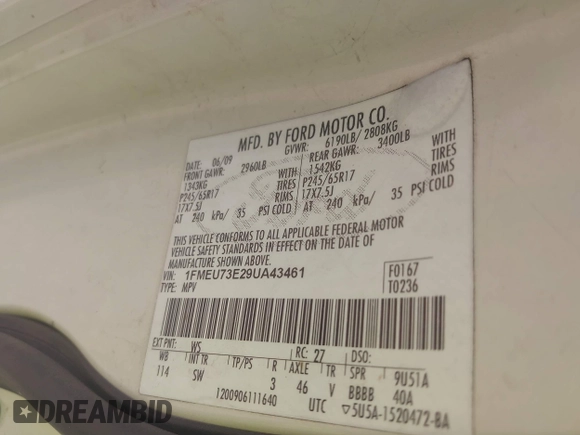 MFD. BY FORD MOTOR CO.
DATE: 06/09 GVWR: 6190LB/ 2808KG
FRONT GAWR: 2960LB REAR GAWR: 3400LB
1343KG WITH 1542KG WITH
P245/65R17 TIRES P245/65R17 TIRES
17X7.5J RIMS 17X7.5J RIMS
AT 240 kPa/ 35 PSI COLD AT 240 kPa/ 35 PSI COLD
THIS VEHICLE CONFORMS TO ALL APPLICABLE FEDERAL MOTOR
VEHICLE SAFETY STANDARDS IN EFFECT ON THE DATE OF
MANUFACTURE SHOWN ABOVE.
VIN: 1FMEU73E29UA43461 F0167
MPV T0236
EXT PNT: WS RC: 27 DSO:
WB INT TR TP/PS R AXLE TR SPR 9U51A
114 SW 3 46 V BBBB 40A
1200906111640 UTC ▽5U5A-1520472-BA
DREAMBID
AMERICAN DREAM BID